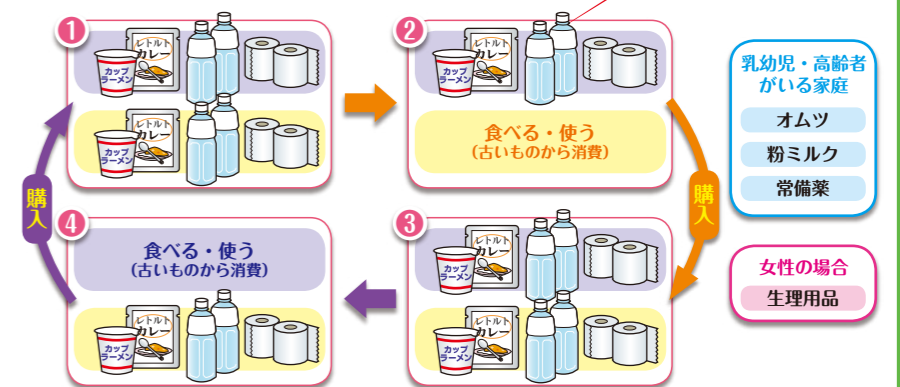 ①
レトルト
カレー
カップ
ラーメン
レトルト
カレー
カップ
ラーメン
②
レトルト
カレー
カップ
ラーメン
食べる・使う
(古いものから消費)
購入
③
レトルト
カレー
カップ
ラーメン
レトルト
カレー
カップ
ラーメン
④
食べる・使う
(古いものから消費)
レトルト
カレー
カップ
ラーメン
購入
乳幼児・高齢者
がいる家庭
オムツ
粉ミルク
常備薬
女性の場合
生理用品